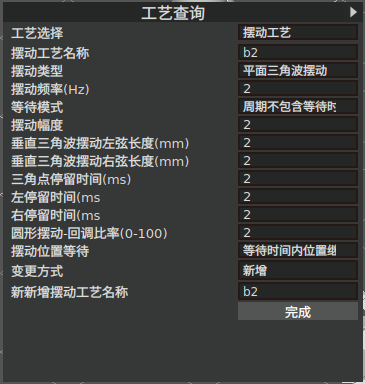 工艺查询
工艺选择 摆动工艺
摆动工艺名称 b2
摆动类型 平面三角波摆动
摆动频率(Hz) 2
等待模式 周期不包含等待时
摆动幅度 2
垂直三角波摆动左弦长度(mm) 2
垂直三角波摆动右弦长度(mm) 2
三角点停留时间(ms) 2
左停留时间(ms 2
右停留时间(ms 2
圆形摆动-回调比率(0-100) 2
摆动位置等待 等待时间内位置继
变更方式 新增
新新增摆动工艺名称 b2
完成